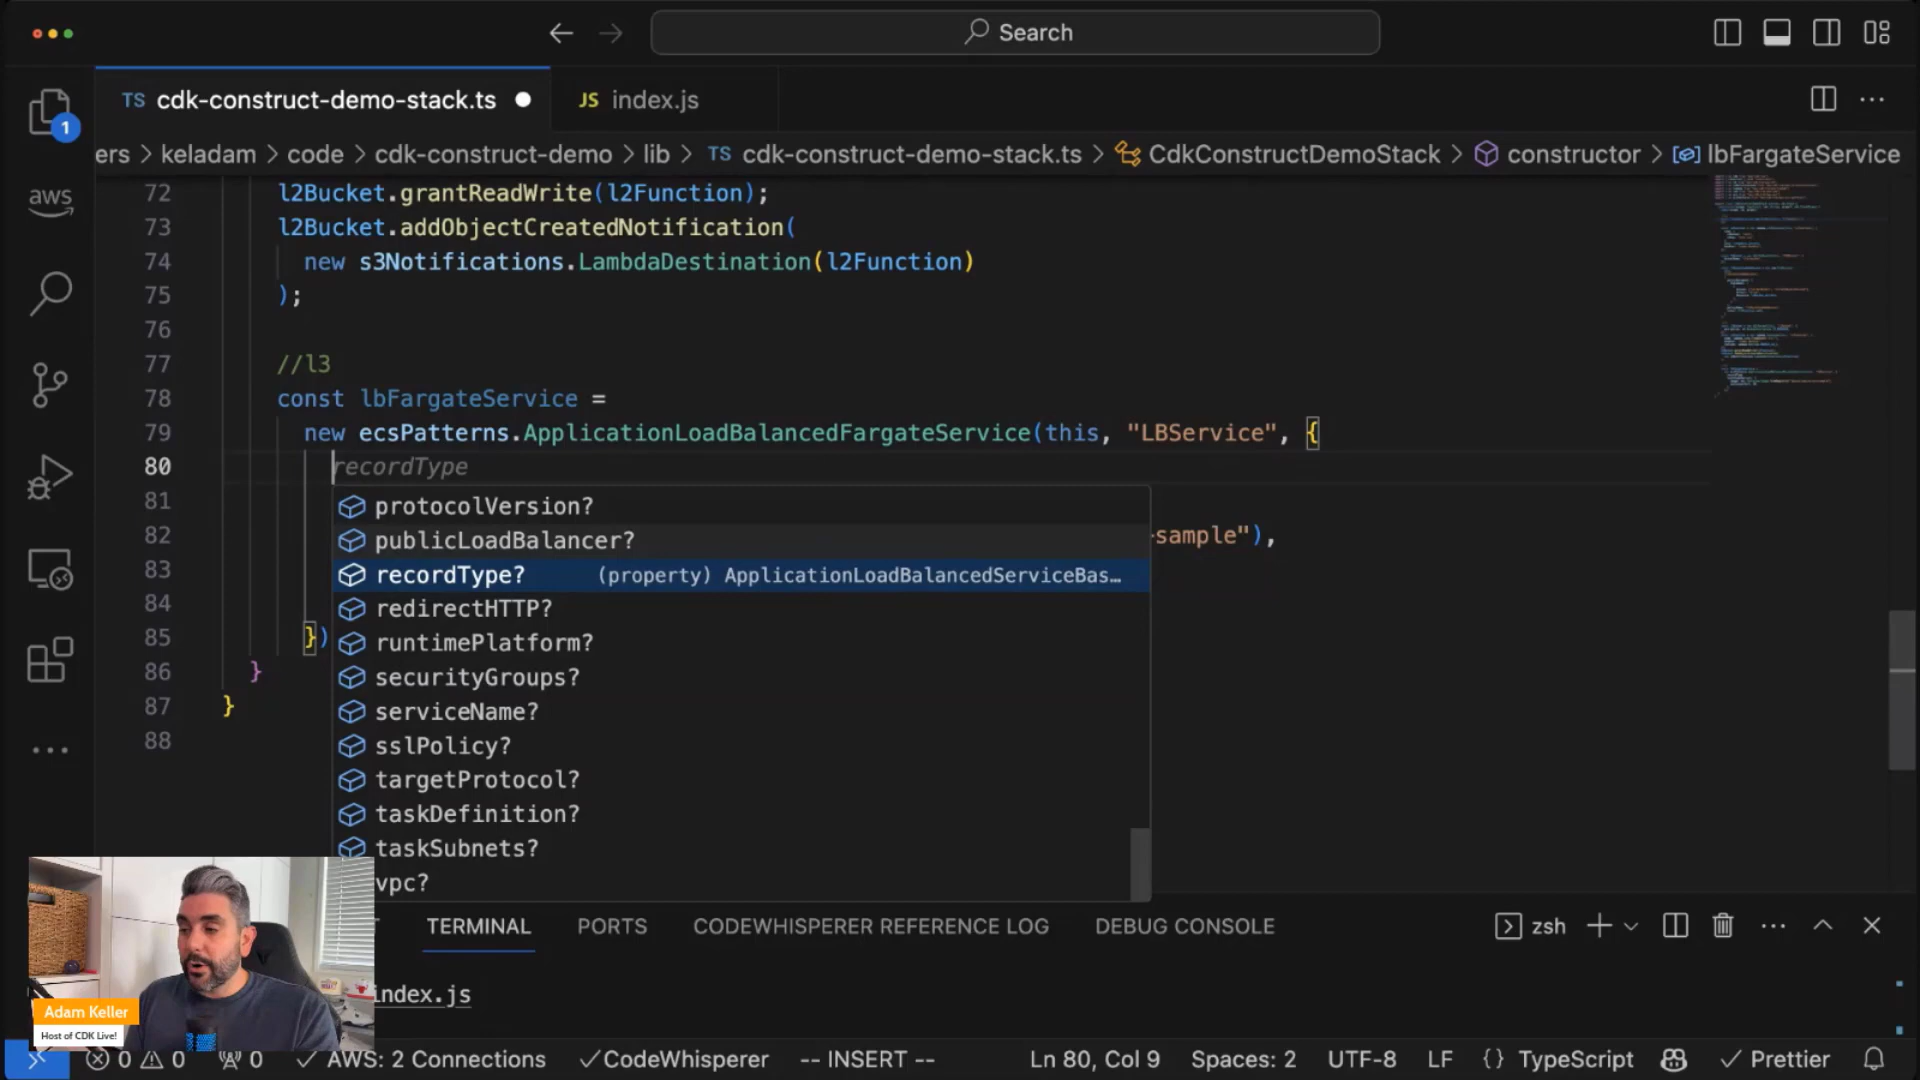 Search
TS cdk-construct-demo-stack.ts
JS index.js
1
ers > keladam > code > cdk-construct-demo > lib > TS cdk-construct-demo-stack.ts > CdkConstructDemoStack > constructor > lbFargateService
aws
72 l2Bucket.grantReadWrite(l2Function);
73 l2Bucket.addObjectCreatedNotification(
74 new s3Notifications.LambdaDestination(l2Function)
75 );
76
77 //l3
78 const lbFargateService =
79 new ecsPatterns.ApplicationLoadBalancedFargateService(this, "LBService", {
80 recordType
81
82 sample"),
83
84
85 })
86 }
87 }
88
protocolVersion?
publicLoadBalancer?
recordType? (property) ApplicationLoadBalancedServiceBas…
redirectHTTP?
runtimePlatform?
securityGroups?
serviceName?
sslPolicy?
targetProtocol?
taskDefinition?
taskSubnets?
vpc?
TERMINAL PORTS CODEWHISPERER REFERENCE LOG DEBUG CONSOLE zsh
index.js
Adam Keller
Host of CDK Live!
0 0 0 AWS: 2 Connections CodeWhisperer -- INSERT -- Ln 80, Col 9 Spaces: 2 UTF-8 LF {} TypeScript Prettier